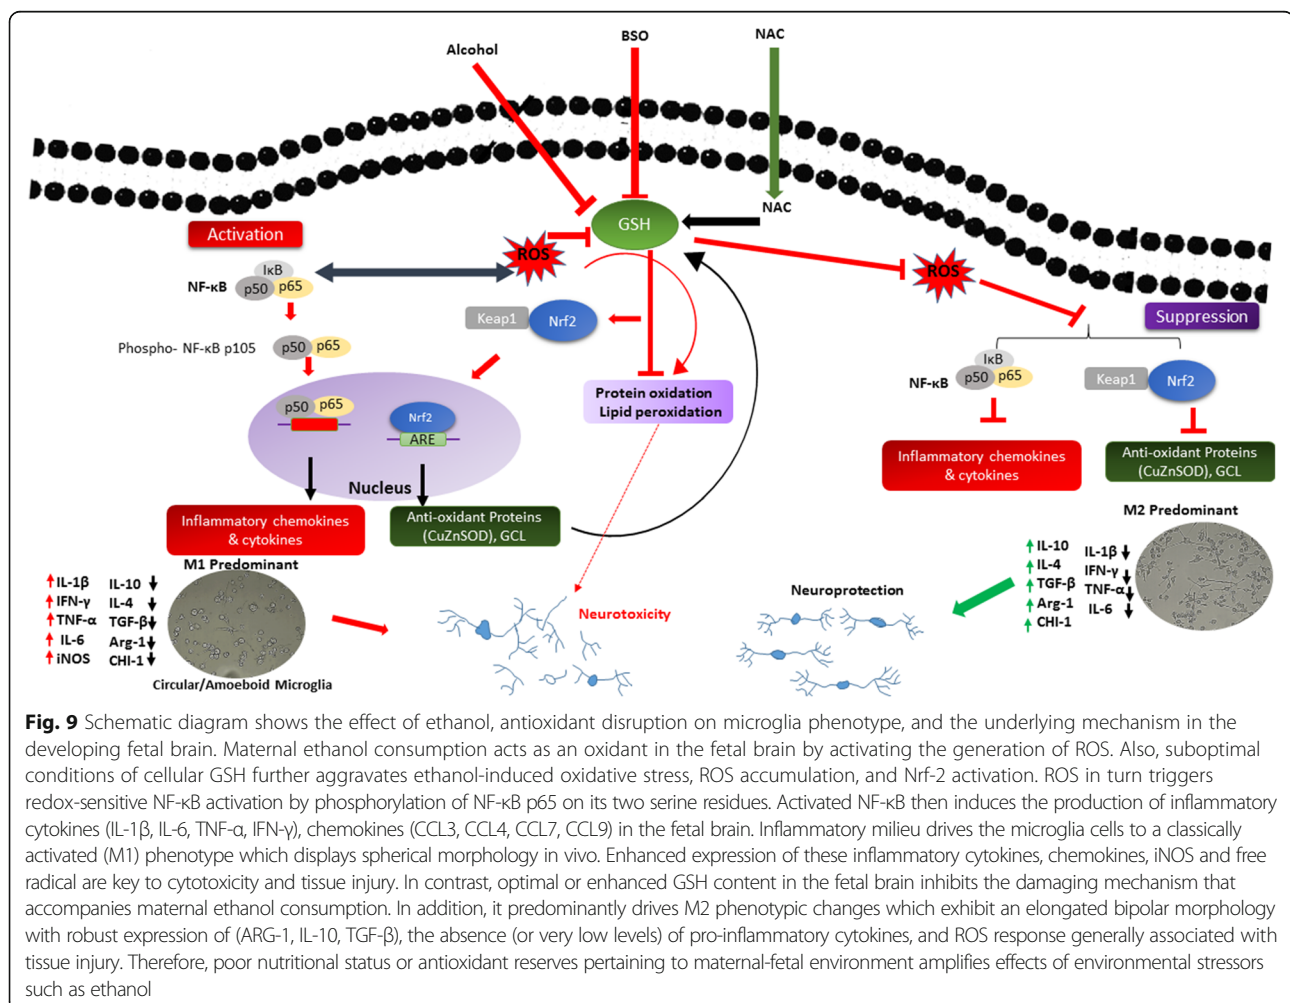 Alcohol
BSO
NAC
NAC
GSH
Activation
ROS
IκB
NF-κB
p50 p65
Keap1 Nrf2
Phospho- NF-κB p105
p50 p65
Protein oxidation
Lipid peroxidation
p50 p65
Nrf2
ARE
Nucleus
Inflammatory chemokines
& cytokines
Anti-oxidant Proteins
(CuZnSOD), GCL
M1 Predominant
IL-1β
IFN-γ
TNF-α
IL-6
iNOS
IL-10
IL-4
TGF-β
Arg-1
CHI-1
Circular/Amoeboid Microglia
Neurotoxicity
ROS
Suppression
IκB
NF-κB
p50 p65
Keap1 Nrf2
Inflammatory chemokines
& cytokines
Anti-oxidant Proteins
(CuZnSOD), GCL
M2 Predominant
IL-10
IL-4
TGF-β
Arg-1
CHI-1
IL-1β
IFN-γ
TNF-α
IL-6
Neuroprotection
Fig. 9 Schematic diagram shows the effect of ethanol, antioxidant disruption on microglia phenotype, and the underlying mechanism in the
developing fetal brain. Maternal ethanol consumption acts as an oxidant in the fetal brain by activating the generation of ROS. Also, suboptimal
conditions of cellular GSH further aggravates ethanol-induced oxidative stress, ROS accumulation, and Nrf-2 activation. ROS in turn triggers
redox-sensitive NF-κB activation by phosphorylation of NF-κB p65 on its two serine residues. Activated NF-κB then induces the production of inflammatory
cytokines (IL-1β, IL-6, TNF-α, IFN-γ), chemokines (CCL3, CCL4, CCL7, CCL9) in the fetal brain. Inflammatory milieu drives the microglia cells to a classically
activated (M1) phenotype which displays spherical morphology in vivo. Enhanced expression of these inflammatory cytokines, chemokines, iNOS and free
radical are key to cytotoxicity and tissue injury. In contrast, optimal or enhanced GSH content in the fetal brain inhibits the damaging mechanism that
accompanies maternal ethanol consumption. In addition, it predominantly drives M2 phenotypic changes which exhibit an elongated bipolar morphology
with robust expression of (ARG-1, IL-10, TGF-β), the absence (or very low levels) of pro-inflammatory cytokines, and ROS response generally associated with
tissue injury. Therefore, poor nutritional status or antioxidant reserves pertaining to maternal-fetal environment amplifies effects of environmental stressors
such as ethanol